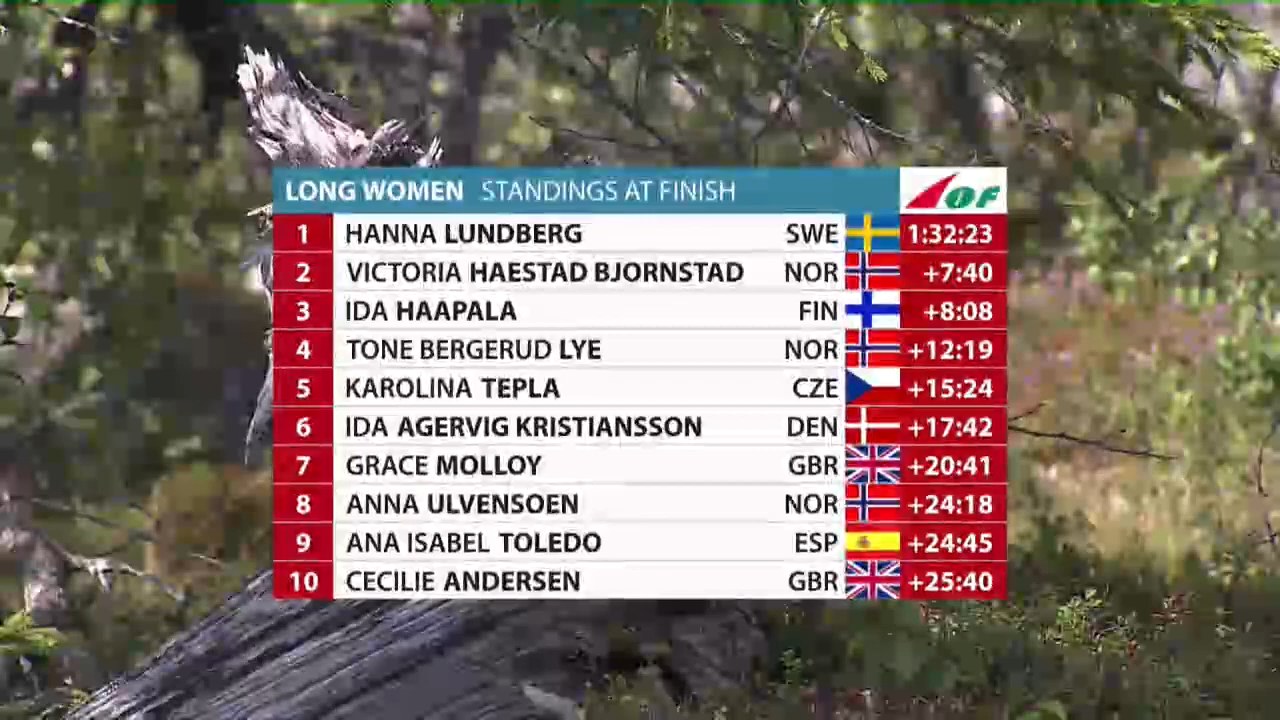 LONG WOMEN STANDINGS AT FINISH IOF
1 HANNA LUNDBERG SWE 1:32:23
2 VICTORIA HAESTAD BJORNSTAD NOR +7:40
3 IDA HAAPALA FIN +8:08
4 TONE BERGERUD LYE NOR +12:19
5 KAROLINA TEPLA CZE +15:24
6 IDA AGERVIG KRISTIANSSON DEN +17:42
7 GRACE MOLLOY GBR +20:41
8 ANNA ULVENSOEN NOR +24:18
9 ANA ISABEL TOLEDO ESP +24:45
10 CECILIE ANDERSEN GBR +25:40